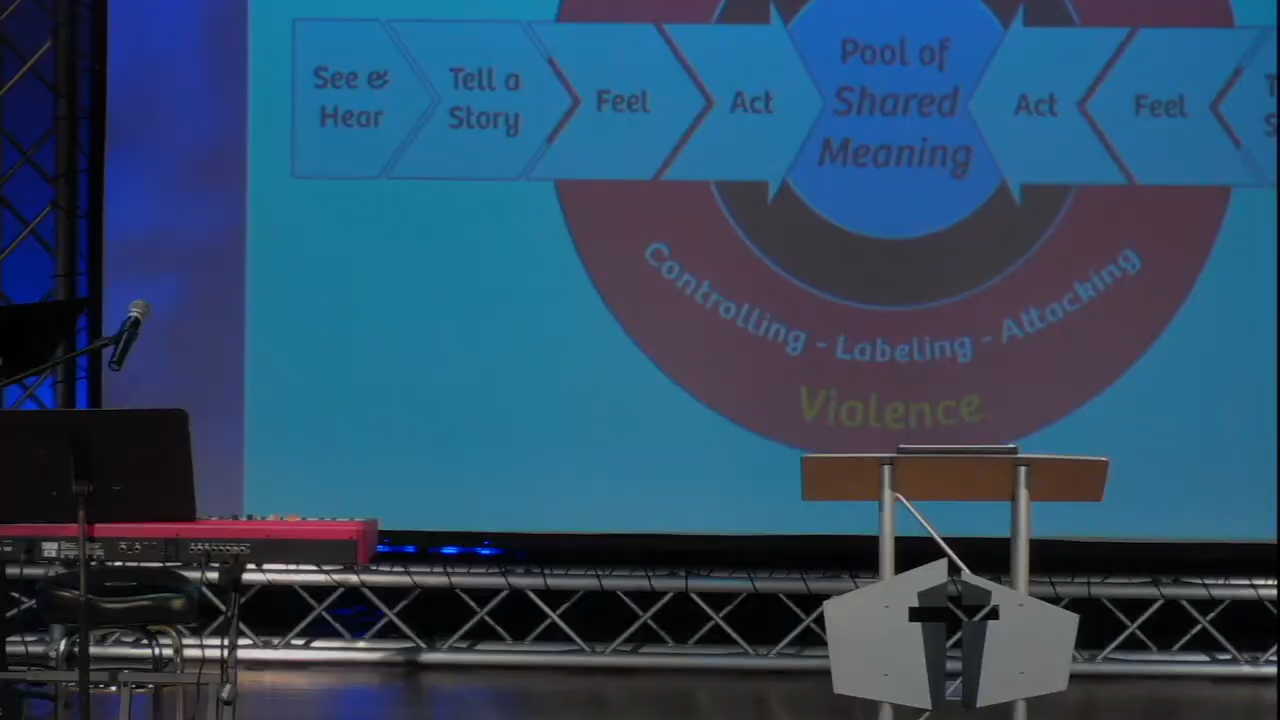 See &
Hear
Tell a
Story
Feel
Act
Pool of
Shared
Meaning
Act
Feel
Controlling - Labeling - Attacking
Violence